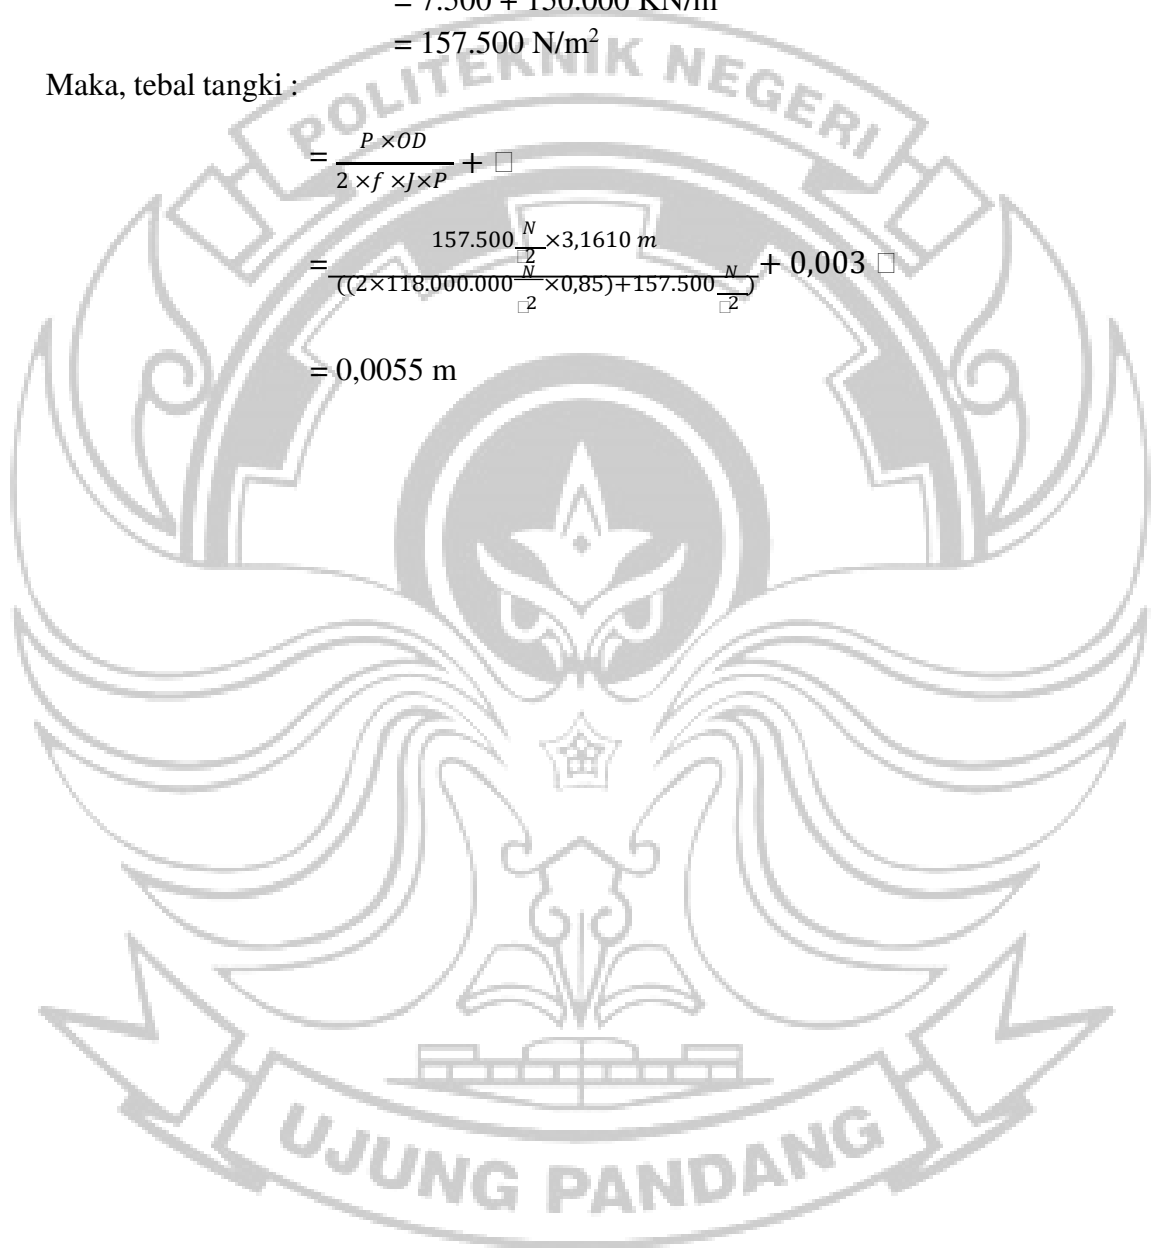 = 7.500 + 150.000 KN/m
= 157.500 N/m²
POLITEKNIK NEGERI
Maka, tebal tangki :
= P ×OD / 2 ×f ×J×P + □
= 157.500 N/□2 ×3,1610 m / ((2×118.000.000 N/□2 ×0,85)+157.500 N/□2) + 0,003 □
= 0,0055 m
UJUNG PANDANG